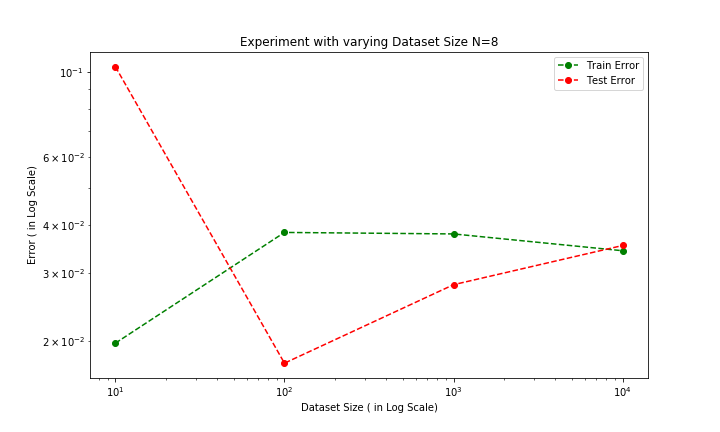 Experiment with varying Dataset Size N=8
Train Error
Test Error
Error ( in Log Scale)
10⁻¹
6 × 10⁻²
4 × 10⁻²
3 × 10⁻²
2 × 10⁻²
10¹ 10² 10³ 10⁴
Dataset Size ( in Log Scale)